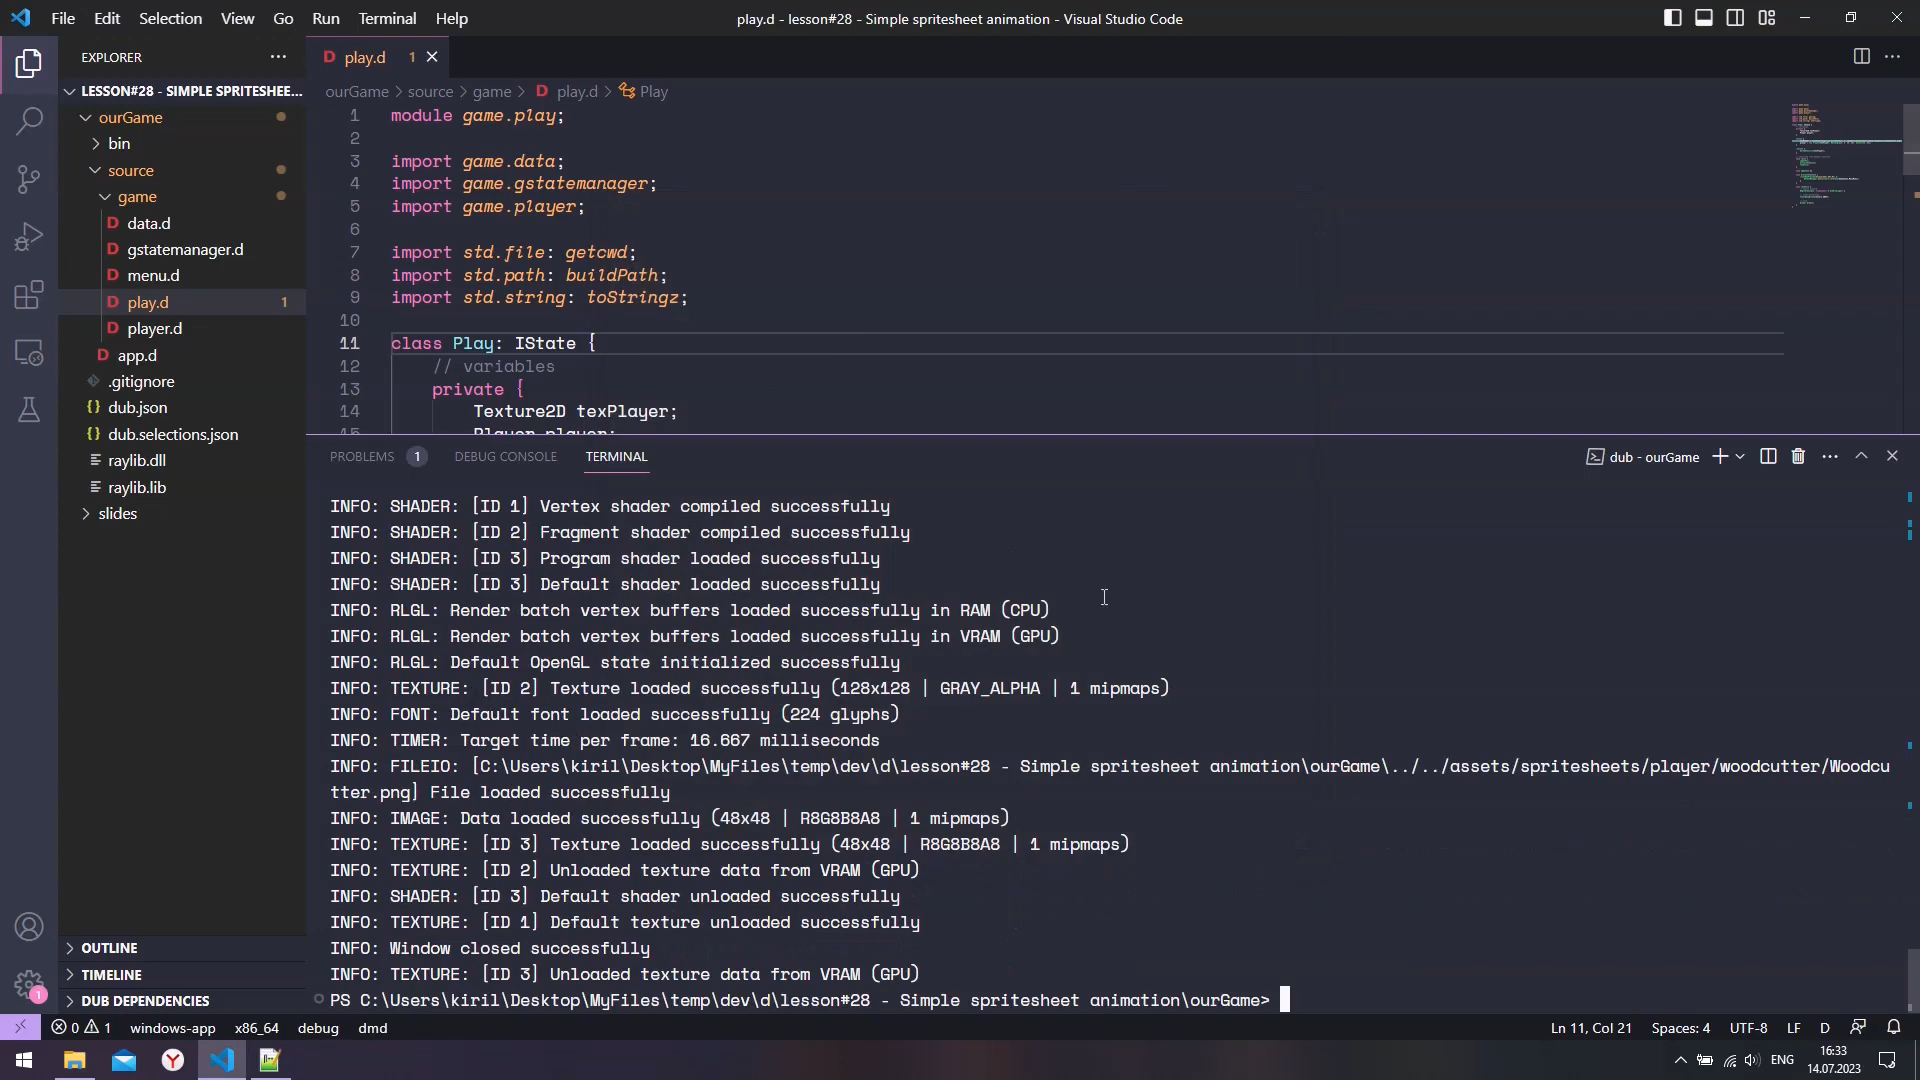 File Edit Selection View Go Run Terminal Help
play.d - lesson#28 - Simple spritesheet animation - Visual Studio Code
EXPLORER
LESSON#28 - SIMPLE SPRITESHEE...
ourGame
bin
source
game
data.d
gstatemanager.d
menu.d
play.d 1
player.d
app.d
.gitignore
dub.json
dub.selections.json
raylib.dll
raylib.lib
slides
OUTLINE
TIMELINE
DUB DEPENDENCIES
play.d 1
ourGame > source > game > play.d > Play
1 module game.play;
2
3 import game.data;
4 import game.gstatemanager;
5 import game.player;
6
7 import std.file: getcwd;
8 import std.path: buildPath;
9 import std.string: toStringz;
10
11 class Play: IState {
12 // variables
13 private {
14 Texture2D texPlayer;
15 Player player;
PROBLEMS 1 DEBUG CONSOLE TERMINAL
dub - ourGame
INFO: SHADER: [ID 1] Vertex shader compiled successfully
INFO: SHADER: [ID 2] Fragment shader compiled successfully
INFO: SHADER: [ID 3] Program shader loaded successfully
INFO: SHADER: [ID 3] Default shader loaded successfully
INFO: RLGL: Render batch vertex buffers loaded successfully in RAM (CPU)
INFO: RLGL: Render batch vertex buffers loaded successfully in VRAM (GPU)
INFO: RLGL: Default OpenGL state initialized successfully
INFO: TEXTURE: [ID 2] Texture loaded successfully (128x128 | GRAY_ALPHA | 1 mipmaps)
INFO: FONT: Default font loaded successfully (224 glyphs)
INFO: TIMER: Target time per frame: 16.667 milliseconds
INFO: FILEIO: [C:\Users\kiril\Desktop\MyFiles\temp\dev\d\lesson#28 - Simple spritesheet animation\ourGame\../../assets/spritesheets/player/woodcutter/Woodcu
tter.png] File loaded successfully
INFO: IMAGE: Data loaded successfully (48x48 | R8G8B8A8 | 1 mipmaps)
INFO: TEXTURE: [ID 3] Texture loaded successfully (48x48 | R8G8B8A8 | 1 mipmaps)
INFO: TEXTURE: [ID 2] Unloaded texture data from VRAM (GPU)
INFO: SHADER: [ID 3] Default shader unloaded successfully
INFO: TEXTURE: [ID 1] Default texture unloaded successfully
INFO: Window closed successfully
INFO: TEXTURE: [ID 3] Unloaded texture data from VRAM (GPU)
PS C:\Users\kiril\Desktop\MyFiles\temp\dev\d\lesson#28 - Simple spritesheet animation\ourGame>
1
0 1 windows-app x86_64 debug dmd
Ln 11, Col 21 Spaces: 4 UTF-8 LF D
ENG
16:33
14.07.2023